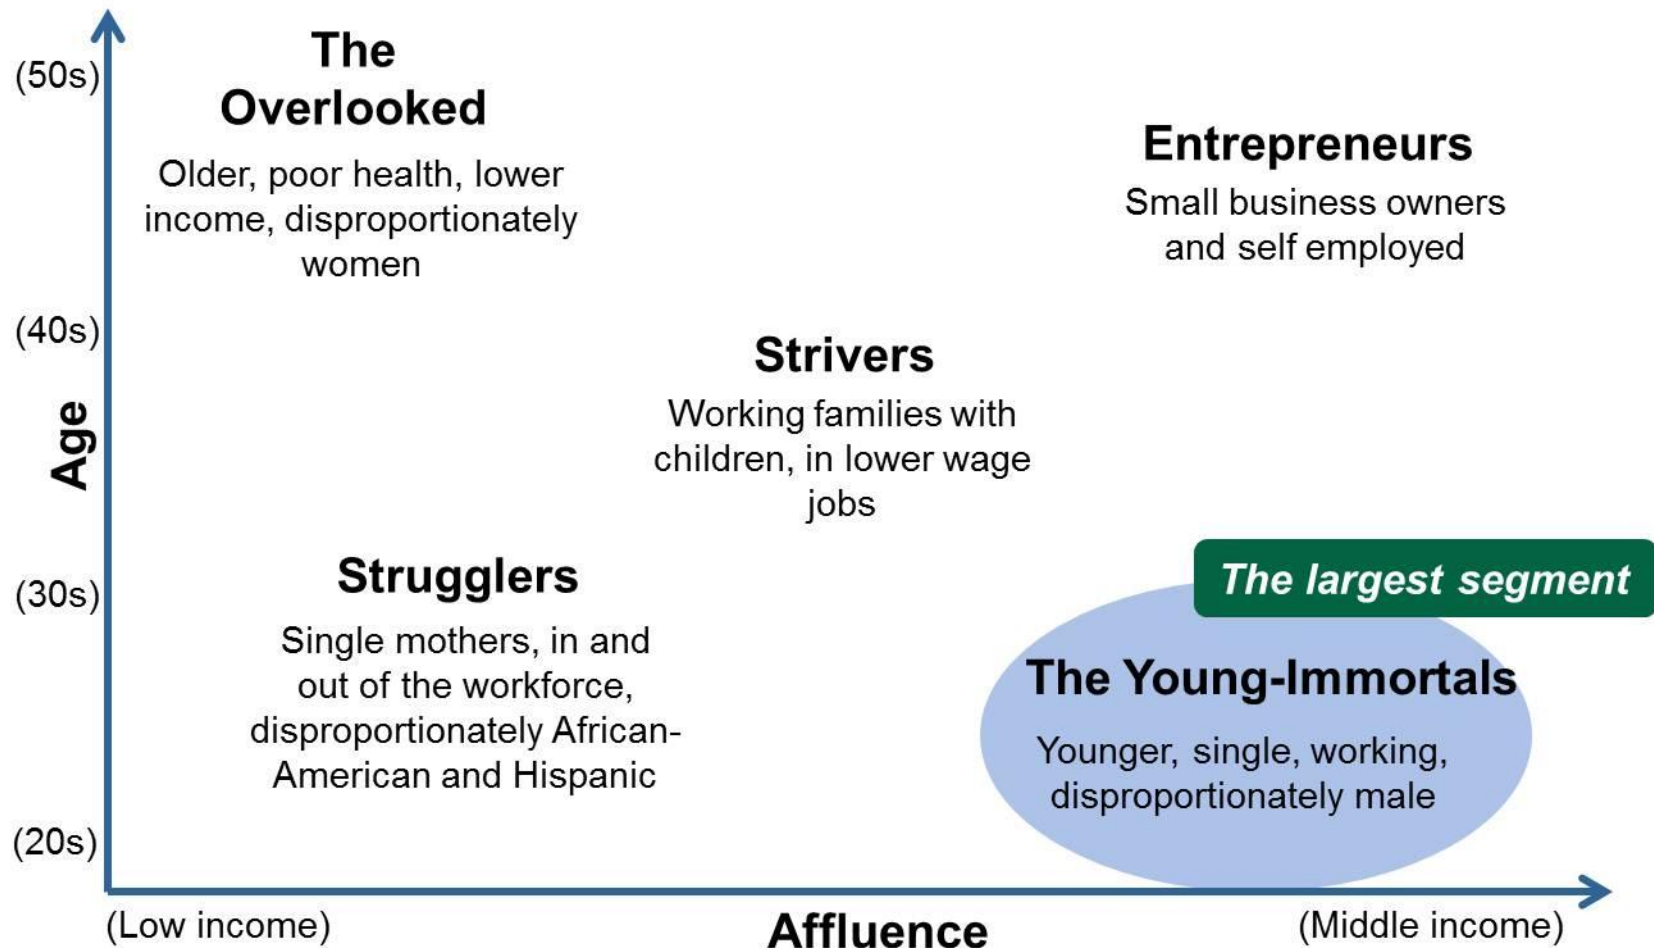 (50s)
The
Overlooked
Older, poor health, lower
income, disproportionately
women
Entrepreneurs
Small business owners
and self employed
(40s)
Strivers
Working families with
children, in lower wage
jobs
Age
(30s)
Strugglers
Single mothers, in and
out of the workforce,
disproportionately African-
American and Hispanic
The largest segment
The Young-Immortals
Younger, single, working,
disproportionately male
(20s)
(Low income)
Affluence
(Middle income)